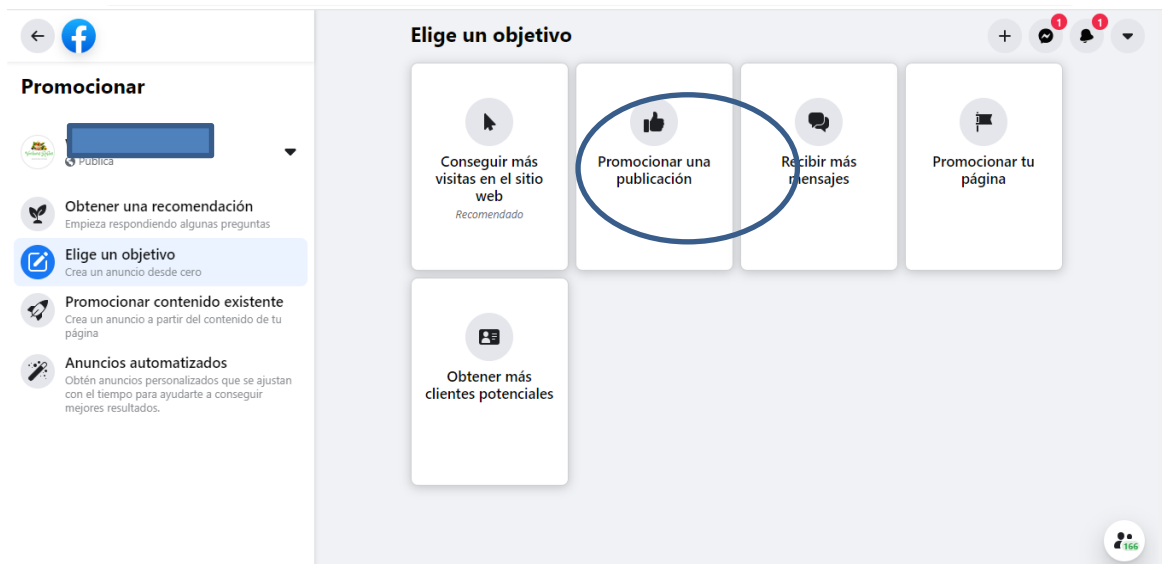 Promocionar
Pública
Obtener una recomendación
Empieza respondiendo algunas preguntas
Elige un objetivo
Crea un anuncio desde cero
Promocionar contenido existente
Crea un anuncio a partir del contenido de tu
página
Anuncios automatizados
Obtén anuncios personalizados que se ajustan
con el tiempo para ayudarte a conseguir
mejores resultados.
Elige un objetivo
1
1
Conseguir más
visitas en el sitio
web
Recomendado
Promocionar una
publicación
Recibir más
mensajes
Promocionar tu
página
Obtener más
clientes potenciales
166